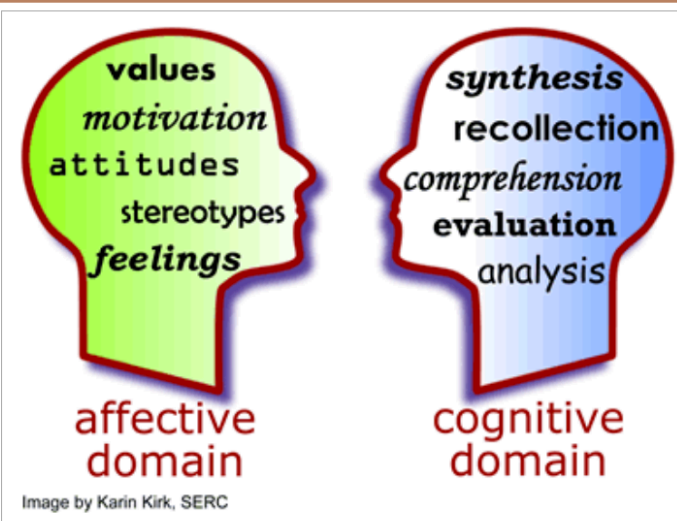 values
motivation
attitudes
stereotypes
feelings
affective
domain
synthesis
recollection
comprehension
evaluation
analysis
cognitive
domain
Image by Karin Kirk, SERC